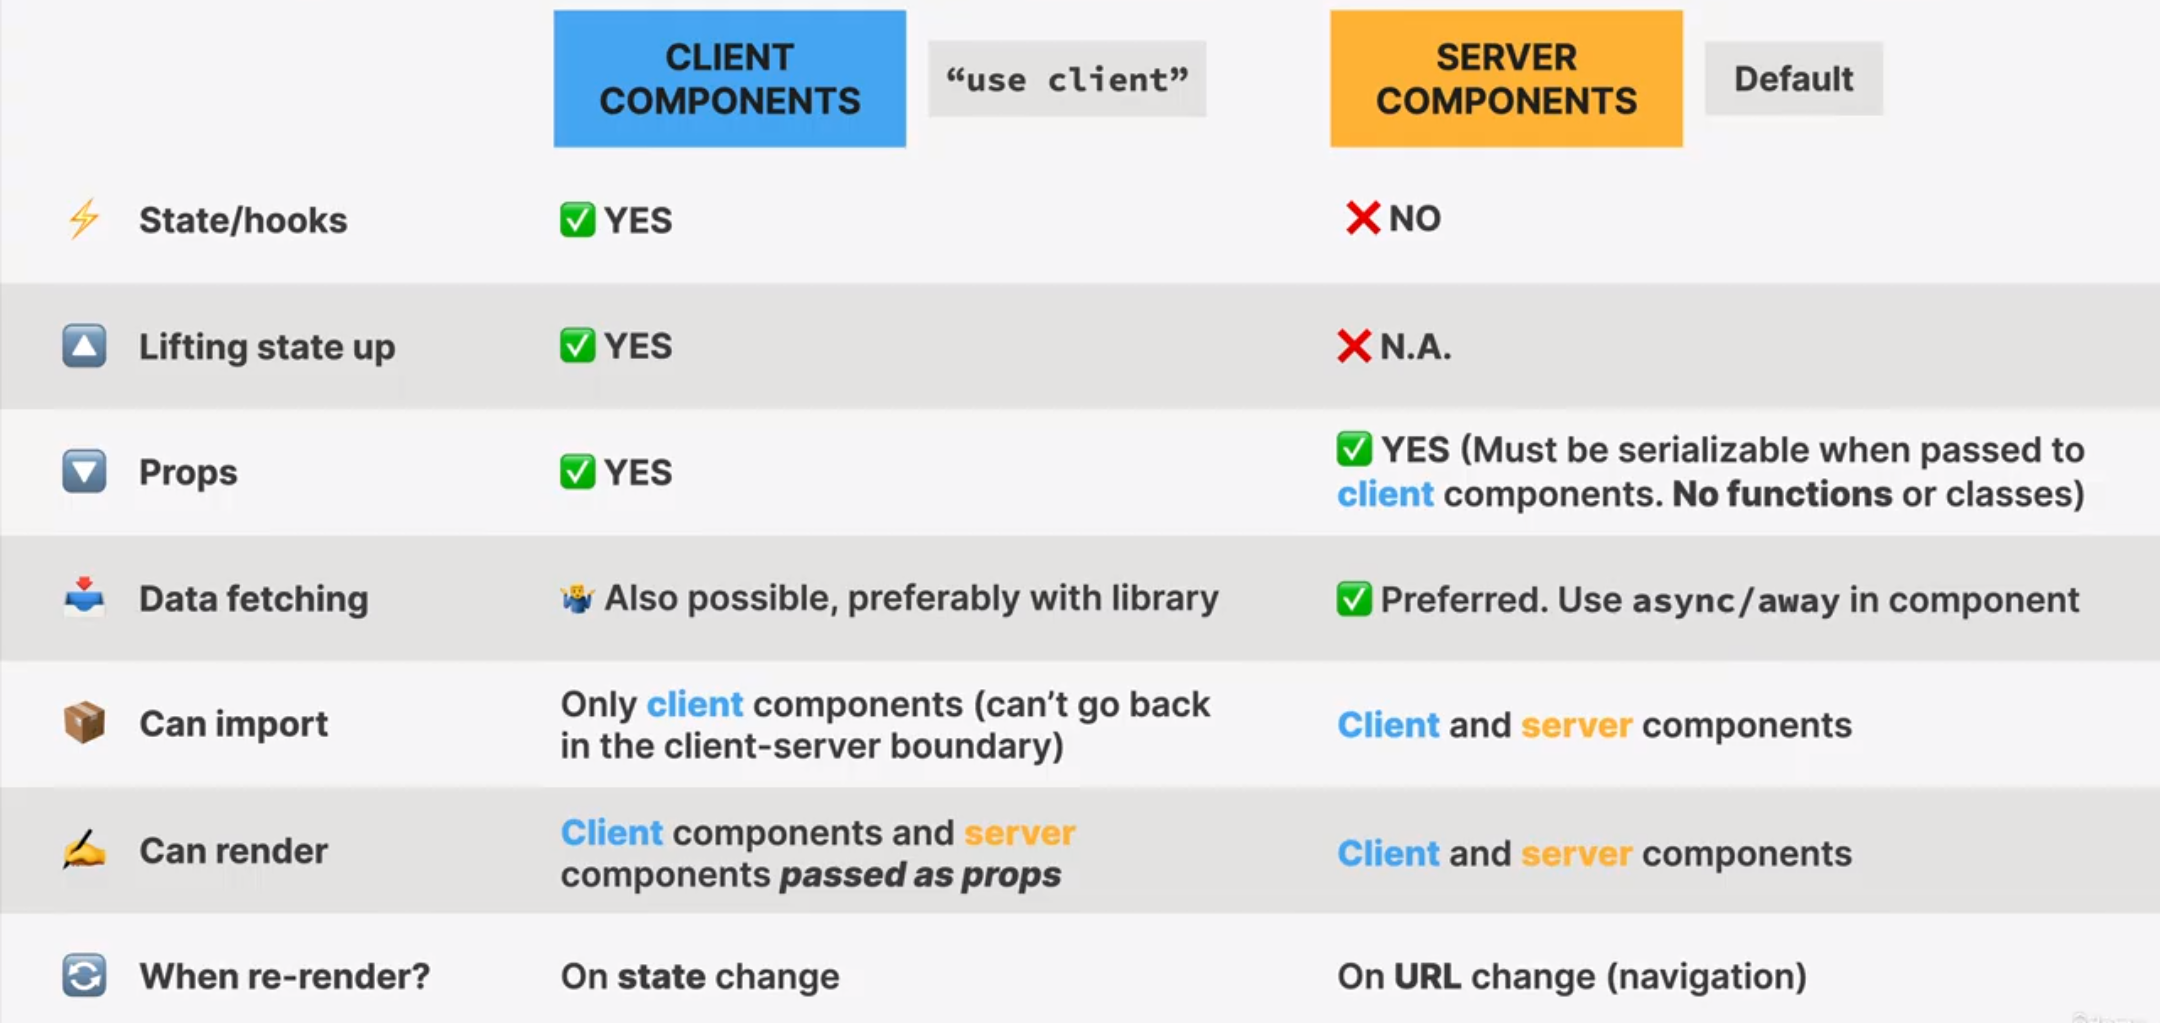 CLIENT
COMPONENTS
“use client”
SERVER
COMPONENTS
Default
State/hooks
YES
NO
Lifting state up
YES
N.A.
Props
YES
YES (Must be serializable when passed to
client components. No functions or classes)
Data fetching
Also possible, preferably with library
Preferred. Use async/away in component
Can import
Only client components (can’t go back
in the client-server boundary)
Client and server components
Can render
Client components and server
components passed as props
Client and server components
When re-render?
On state change
On URL change (navigation)